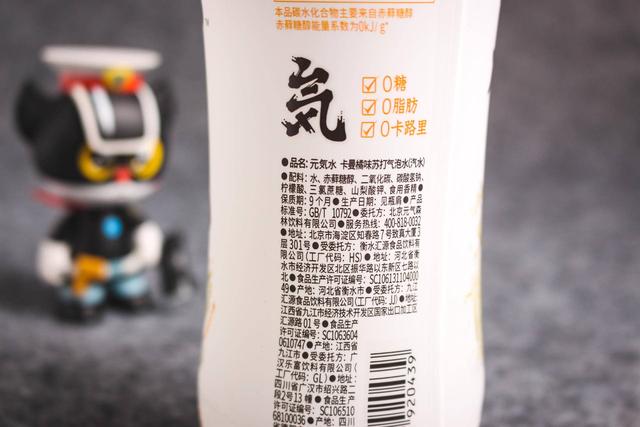 本品碳水化合物主要来自赤藓糖醇
赤藓糖醇能量系数为0kJ/g"
気
0糖
0脂肪
0卡路里
●品名: 元気水 卡曼橘味苏打气泡水(汽水)
●配料: 水、赤藓糖醇、二氧化碳、碳酸氢钠、
柠檬酸、三氯蔗糖、山梨酸钾、食用香精●
保质期: 9个月●生产日期: 见瓶肩●产品
标准号: GB/T 10792●委托方: 北京元气森
林饮料有限公司●服务热线: 400-818-0032
●地址: 北京市海淀区知春路7号致真大厦
层301号●受委托方: 衡水汇源食品饮料有
限公司(工厂代码: HS)●地址: 河北省衡
水市经济开发区北区振华路以东新区七路以
北●食品生产许可证编号: SC10613110400
49●产地: 河北省衡水市●受委托方: 九江
汇源食品饮料有限公司(工厂代码: JJ)●地址:
江西省九江市经济技术开发区国家出口加工区
汇源路01号●食品生产
许可证编号: SC1063604
0610747●产地: 江西省
九江市●受委托方: 广
汉乐富饮料有限公司(
工厂代码: GL)●地址:
四川省广汉市绍兴路二
段2号13幢●食品生产
许可证编号: SC106510
68100036●产地: 四川
920439